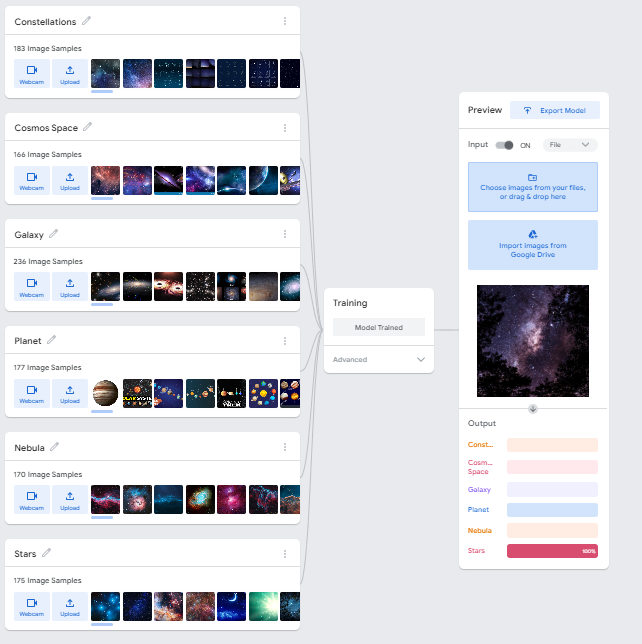 Constellations
183 Image Samples
Webcam
Upload
Cosmos Space
166 Image Samples
Webcam
Upload
Galaxy
236 Image Samples
Webcam
Upload
Planet
177 Image Samples
Webcam
Upload
Nebula
170 Image Samples
Webcam
Upload
Stars
175 Image Samples
Webcam
Upload
Training
Model Trained
Advanced
Preview
Export Model
Input
ON
File
Choose images from your files,
or drag & drop here
Import images from
Google Drive
Output
Const...
Cosm...
Space
Galaxy
Planet
Nebula
Stars
100%